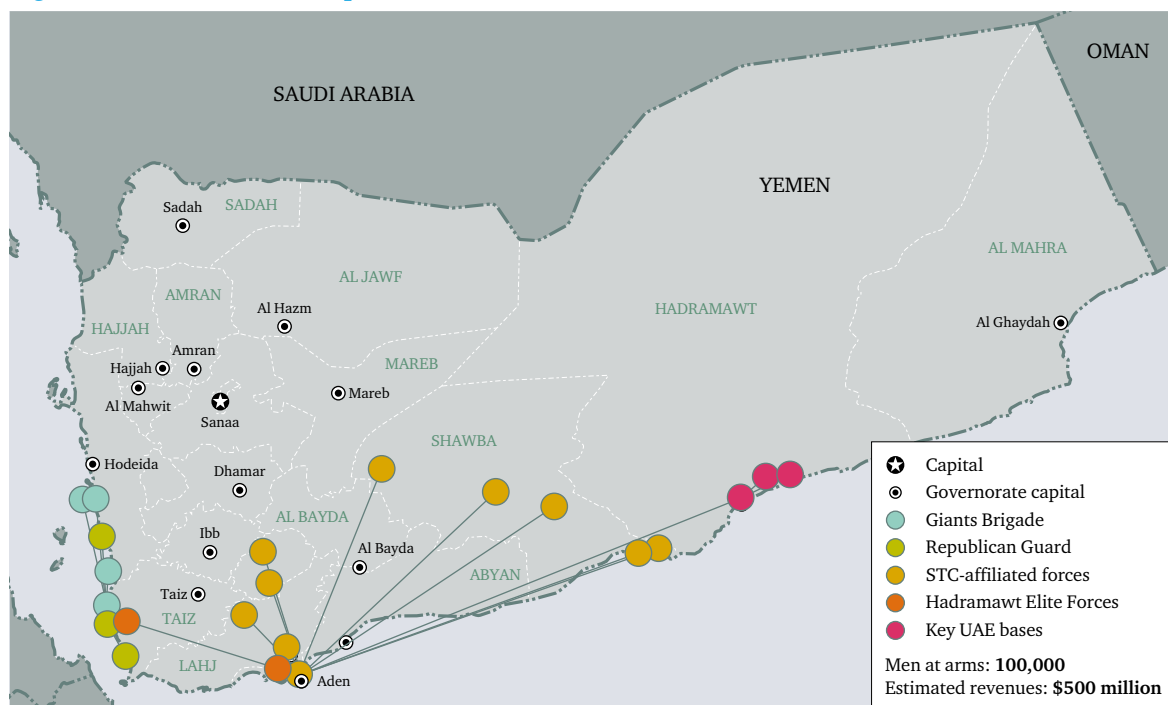 SAUDI ARABIA
OMAN
YEMEN
Sadah
SADAH
AL JAWF
AL MAHRA
AMRAN
Al Hazm
HADRAMAWT
HAJJAH
Al Ghaydah
Amran
Hajjah
MAREB
Al Mahwit
Mareb
Sanaa
SHAWBA
Hodeida
Dhamar
AL BAYDA
Ibb
Al Bayda
ABYAN
Taiz
TAIZ
LAHJ
Aden
Capital
Governorate capital
Giants Brigade
Republican Guard
STC-affiliated forces
Hadramawt Elite Forces
Key UAE bases
Men at arms: 100,000
Estimated revenues: $500 million